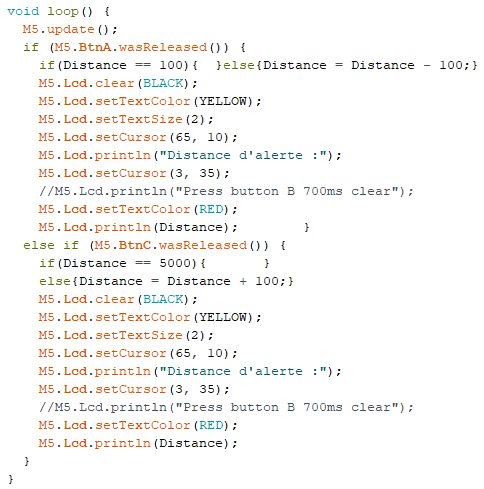 void loop() {
  M5.update();
  if (M5.BtnA.wasReleased()) {
    if(Distance == 100){  }else{Distance = Distance - 100;}
    M5.Lcd.clear(BLACK);
    M5.Lcd.setTextColor(YELLOW);
    M5.Lcd.setTextSize(2);
    M5.Lcd.setCursor(65, 10);
    M5.Lcd.println("Distance d'alerte :");
    M5.Lcd.setCursor(3, 35);
    //M5.Lcd.println("Press button B 700ms clear");
    M5.Lcd.setTextColor(RED);
    M5.Lcd.println(Distance);        }
  else if (M5.BtnC.wasReleased()) {
    if(Distance == 5000){       }
    else{Distance = Distance + 100;}
    M5.Lcd.clear(BLACK);
    M5.Lcd.setTextColor(YELLOW);
    M5.Lcd.setTextSize(2);
    M5.Lcd.setCursor(65, 10);
    M5.Lcd.println("Distance d'alerte :");
    M5.Lcd.setCursor(3, 35);
    //M5.Lcd.println("Press button B 700ms clear");
    M5.Lcd.setTextColor(RED);
    M5.Lcd.println(Distance);
  }
}